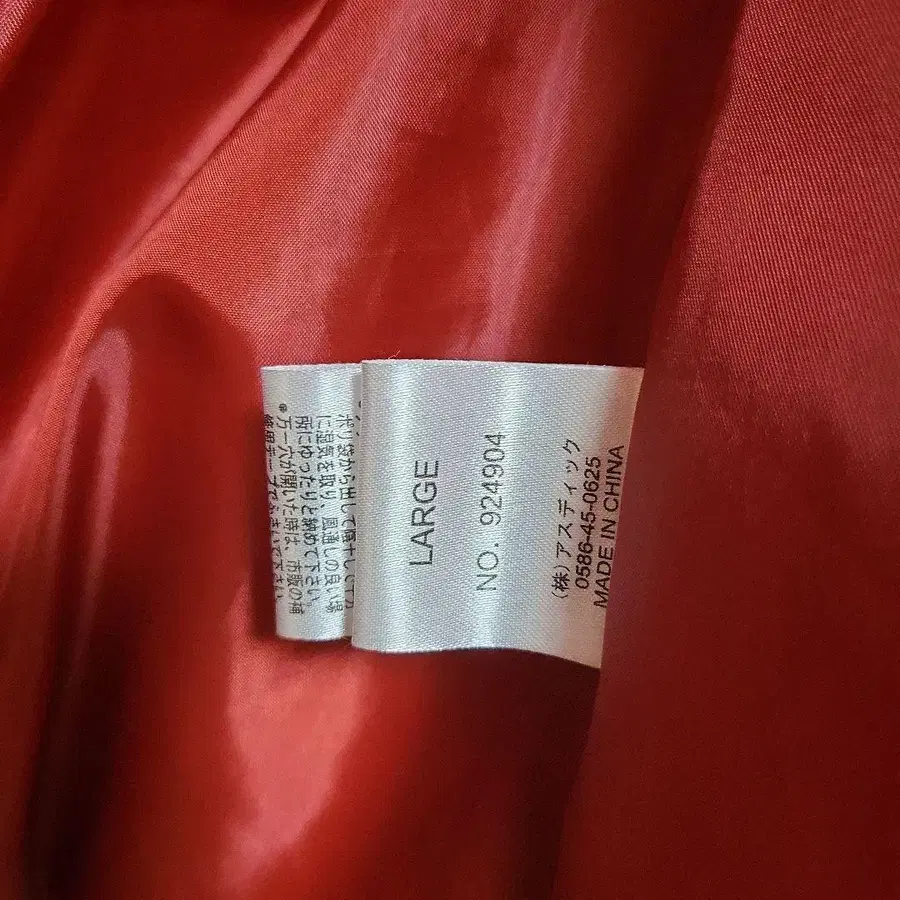 LARGE
NO. 924904
(株)アスディック
0586-45-0625
MADE IN CHINA
ポリ袋から出して陰干しして
に湿気を取り、風通しの良い場
所にゆったりと納めて下さい。
万一穴が開いた時は、市販の補
修用テープでふさいで下さい